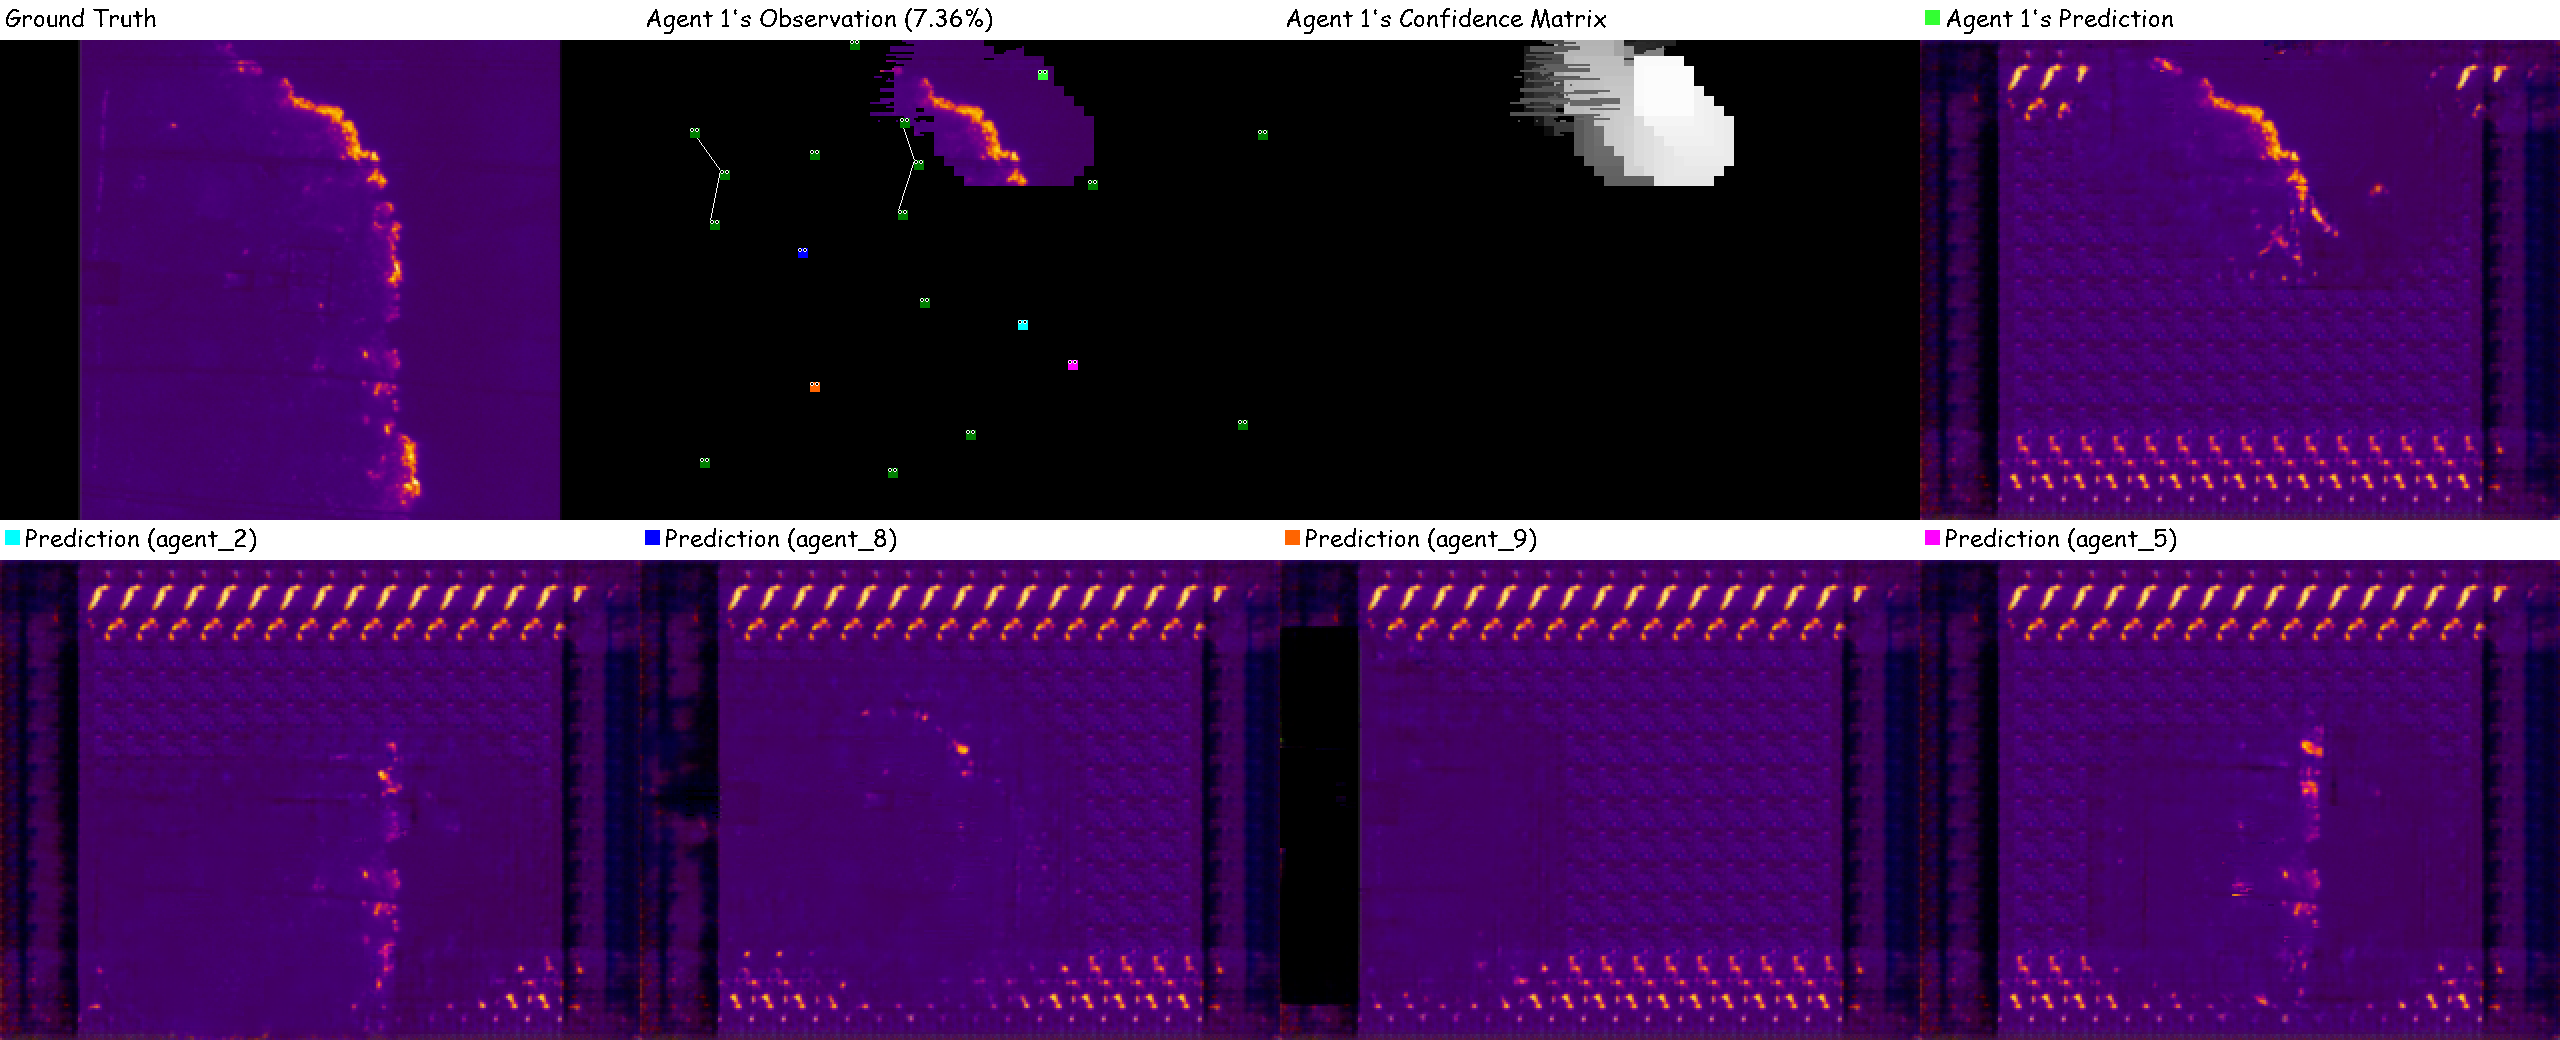 Ground Truth
Agent 1's Observation (7.36%)
Agent 1's Confidence Matrix
Agent 1's Prediction
Prediction (agent_2)
Prediction (agent_8)
Prediction (agent_9)
Prediction (agent_5)